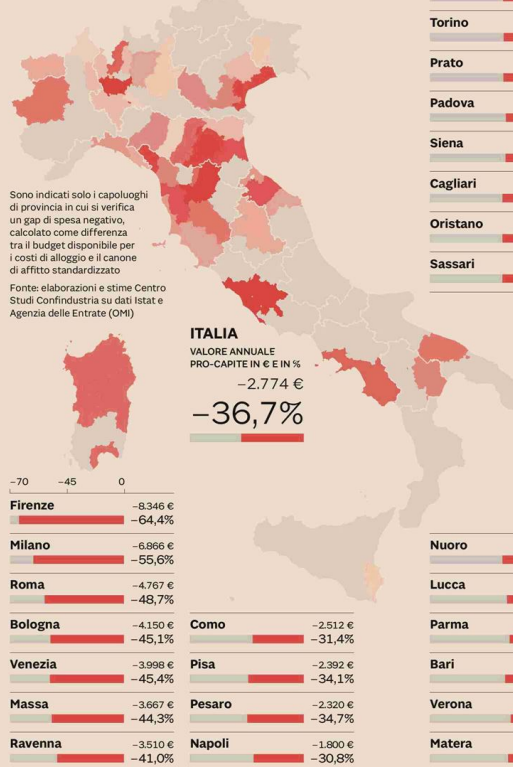 Torino
Prato
Padova
Siena
Cagliari
Oristano
Sassari
Sono indicati solo i capoluoghi
di provincia in cui si verifica
un gap di spesa negativo,
calcolato come differenza
tra il budget disponibile per
i costi di alloggio e il canone
di affitto standardizzato
Fonte: elaborazioni e stime Centro
Studi Confindustria su dati Istat e
Agenzia delle Entrate (OMI)
ITALIA
VALORE ANNUALE
PRO-CAPITE IN € E IN %
–2.774 €
–36,7%
–70 –45 0
Firenze –8.346 €
–64,4%
Milano –6.866 €
–55,6%
Roma –4.767 €
–48,7%
Bologna –4.150 €
–45,1%
Venezia –3.998 €
–45,4%
Massa –3.667 €
–44,3%
Ravenna –3.510 €
–41,0%
Como –2.512 €
–31,4%
Pisa –2.392 €
–34,1%
Pesaro –2.320 €
–34,7%
Napoli –1.800 €
–30,8%
Nuoro
Lucca
Parma
Bari
Verona
Matera